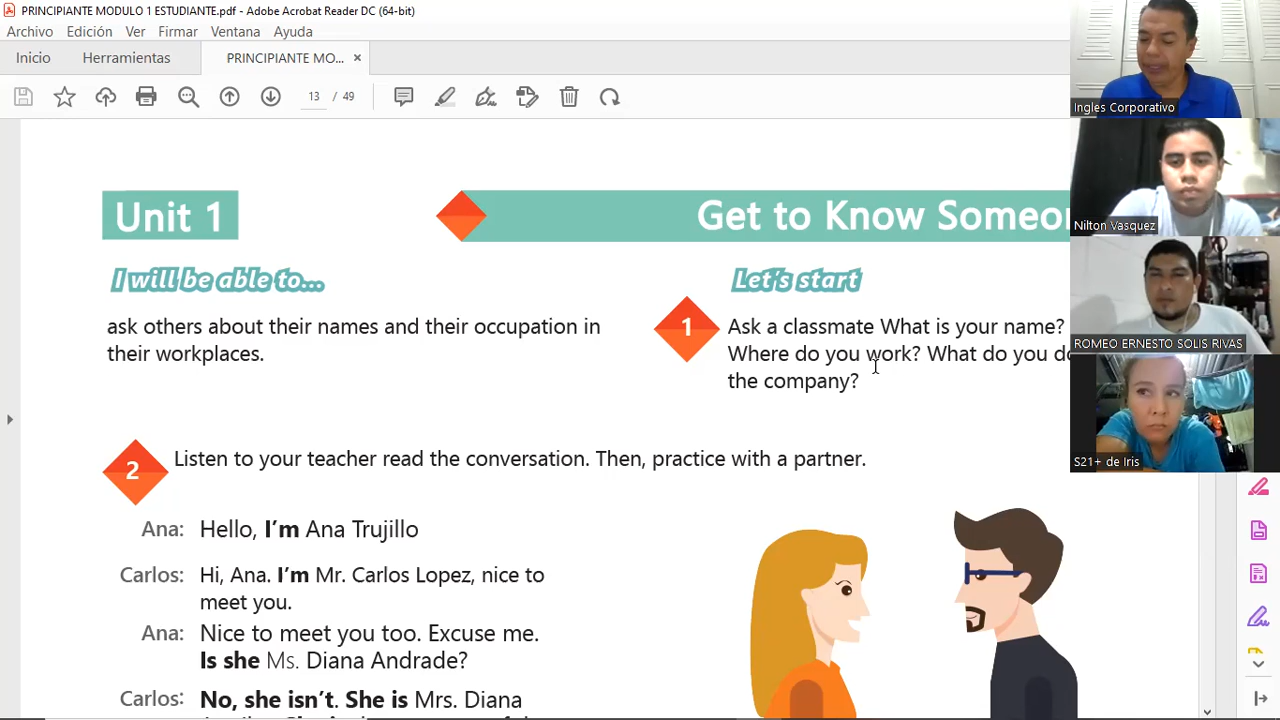 PRINCIPIANTE MODULO 1 ESTUDIANTE.pdf - Adobe Acrobat Reader DC (64-bit)
Archivo Edición Ver Firmar Ventana Ayuda
Inicio Herramientas PRINCIPIANTE MO... ×
13 / 49
Unit 1
Get to Know Someo
I will be able to...
ask others about their names and their occupation in
their workplaces.
Let's start
1
Ask a classmate What is your name?
Where do you work? What do you do
the company?
2
Listen to your teacher read the conversation. Then, practice with a partner.
Ana: Hello, I'm Ana Trujillo
Carlos: Hi, Ana. I'm Mr. Carlos Lopez, nice to
meet you.
Ana: Nice to meet you too. Excuse me.
Is she Ms. Diana Andrade?
Carlos: No, she isn't. She is Mrs. Diana
Ingles Corporativo
Nilton Vasquez
ROMEO ERNESTO SOLIS RIVAS
S21+ de Iris